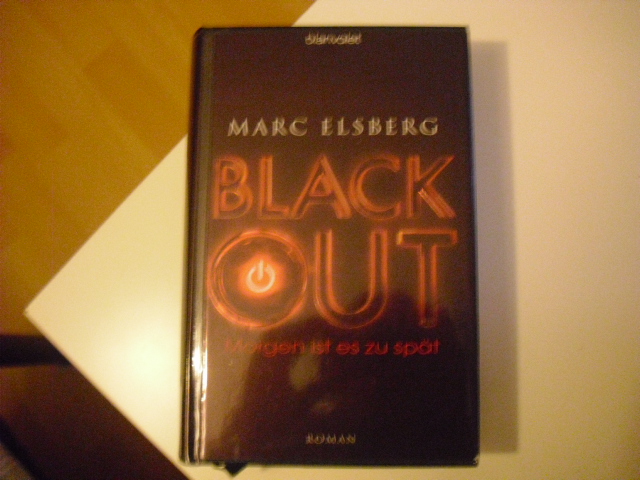 blanvalet
MARC ELSBERG
BLACK
OUT
Morgen ist es zu spät
ROMAN